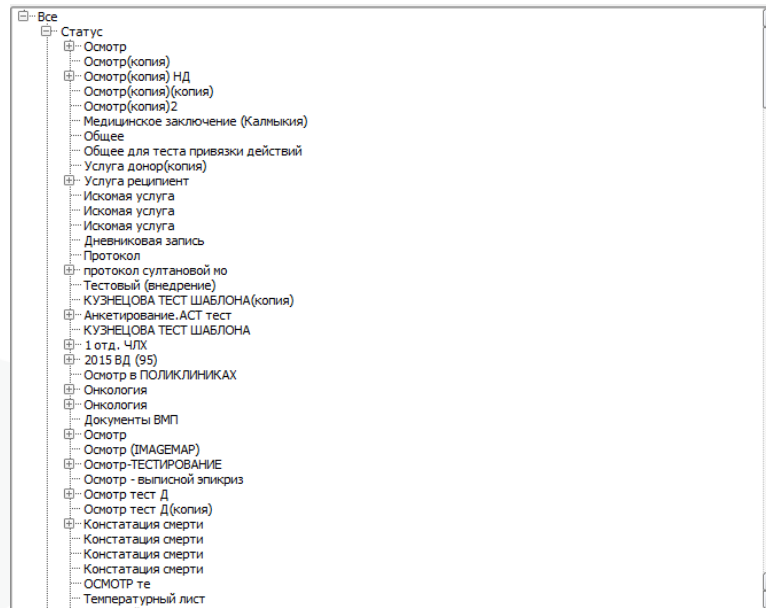 Все
Статус
Осмотр
Осмотр(копия)
Осмотр(копия) НД
Осмотр(копия)(копия)
Осмотр(копия)2
Медицинское заключение (Калмыкия)
Общее
Общее для теста привязки действий
Услуга донор(копия)
Услуга реципиент
Искомая услуга
Искомая услуга
Искомая услуга
Дневниковая запись
Протокол
протокол султановой мо
Тестовый (внедрение)
КУЗНЕЦОВА ТЕСТ ШАБЛОНА(копия)
Анкетирование.АСТ тест
КУЗНЕЦОВА ТЕСТ ШАБЛОНА
1 отд. ЧЛХ
2015 ВД (95)
Осмотр в ПОЛИКЛИНИКАХ
Онкология
Онкология
Документы ВМП
Осмотр
Осмотр (IMAGEMAP)
Осмотр-ТЕСТИРОВАНИЕ
Осмотр - выписной эпикриз
Осмотр тест Д
Осмотр тест Д(копия)
Констатация смерти
Констатация смерти
Констатация смерти
Констатация смерти
ОСМОТР те
Температурный лист